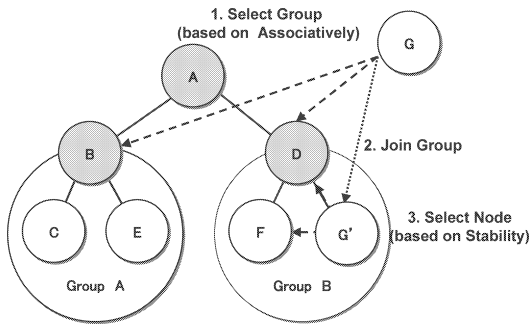 1. Select Group
(based on Associatively)
G
A
2. Join Group
B
D
C
E
F
G'
3. Select Node
(based on Stability)
Group A
Group B